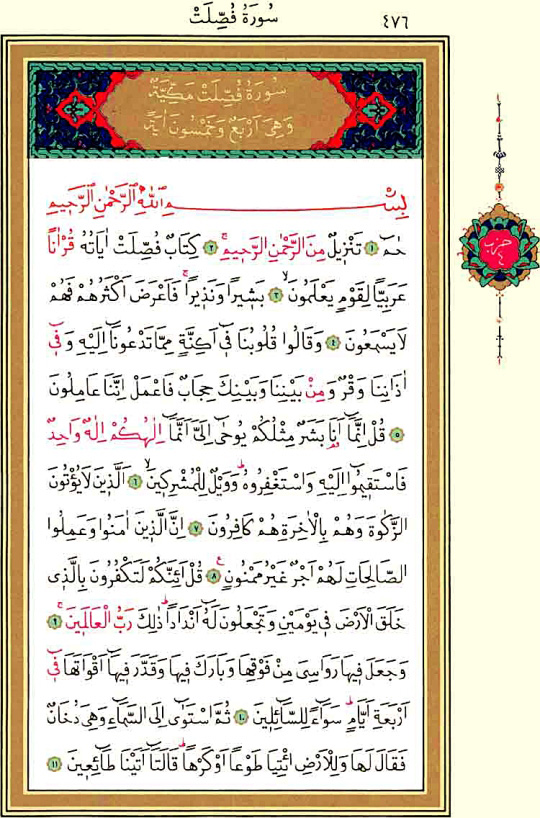 سُورَةُ فُصِّلَتْ
٤٧٦
سُورَةُ فُصِّلَتْ مَكِّيَّةٌ
وَهِيَ اَرْبَعٌ وَخَمْسُونَ اٰيَةً
بِسْمِ اللّٰهِ الرَّحْمٰنِ الرَّحِيمِ
حٰمٓ ١ تَنْزِيلٌ مِنَ الرَّحْمٰنِ الرَّحِيمِۚ ٢ كِتَابٌ فُصِّلَتْ اٰيَاتُهُ قُرْاٰناً
عَرَبِيًّا لِقَوْمٍ يَعْلَمُونَۙ ٣ بَشِيراً وَنَذِيراًۚ فَاَعْرَضَ اَكْثَرُهُمْ فَهُمْ
لَا يَسْمَعُونَ ٤ وَقَالُوا قُلُوبُنَا فِٓي اَكِنَّةٍ مِمَّا تَدْعُونَٓا اِلَيْهِ وَفِٓي
اٰذَانِنَا وَقْرٌ وَمِنْ بَيْنِنَا وَبَيْنِكَ حِجَابٌ فَاعْمَلْ اِنَّنَا عَامِلُونَ
٥ قُلْ اِنَّمَٓا اَنَا۬ بَشَرٌ مِثْلُكُمْ يُوحٰٓى اِلَيَّ اَنَّمَٓا اِلٰهُكُمْ اِلٰهٌ وَاحِدٌ
فَاسْتَقِيمُٓوا اِلَيْهِ وَاسْتَغْفِرُوهُۜ وَوَيْلٌ لِلْمُشْرِكِينَۙ ٦ اَلَّذِينَ لَا يُؤْتُونَ
الزَّكٰوةَ وَهُمْ بِالْاٰخِرَةِ هُمْ كَافِرُونَ ٧ اِنَّ الَّذِينَ اٰمَنُوا وَعَمِلُوا
الصَّالِحَاتِ لَهُمْ اَجْرٌ غَيْرُ مَمْنُونٍ۟ ٨ قُلْ اَئِنَّكُمْ لَتَكْفُرُونَ بِالَّذِي
خَلَقَ الْاَرْضَ فِي يَوْمَيْنِ وَتَجْعَلُونَ لَهُٓ اَنْدَاداًۜ ذٰلِكَ رَبُّ الْعَالَمِينَۚ ٩
وَجَعَلَ فِيهَا رَوَاسِيَ مِنْ فَوْقِهَا وَبَارَكَ فِيهَا وَقَدَّرَ فِيهَٓا اَقْوَاتَهَا فِٓي
اَرْبَعَةِ اَيَّامٍۜ سَوَٓاءً لِلسَّٓائِلِينَ ١٠ ثُمَّ اسْتَوٰٓى اِلَى السَّمَٓاءِ وَهِيَ دُخَانٌ
فَقَالَ لَهَا وَلِلْاَرْضِ ائْتِيَا طَوْعاً اَوْ كَرْهاًۜ قَالَتَٓا اَتَيْنَا طَٓائِعِينَ ١١
حزب
٤